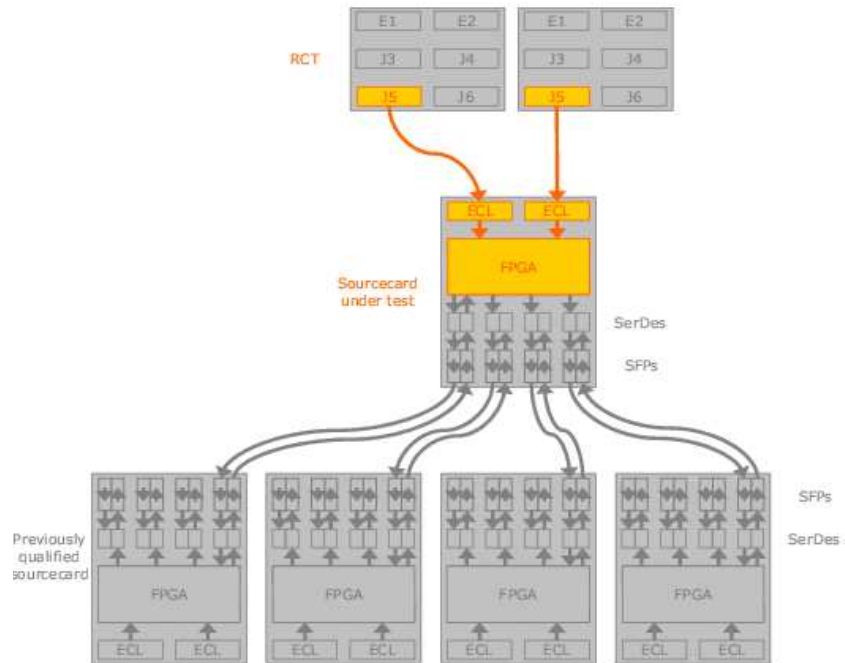 E1 E2 E1 E2
RCT J3 J4 J3 J4
J5 J6 J5 J6
ECL ECL
FPGA
Sourcecard
under test
SerDes
SFPs
SFPs
Previously
qualified
sourcecard
SerDes
FPGA FPGA FPGA FPGA
ECL ECL ECL ECL ECL ECL ECL ECL